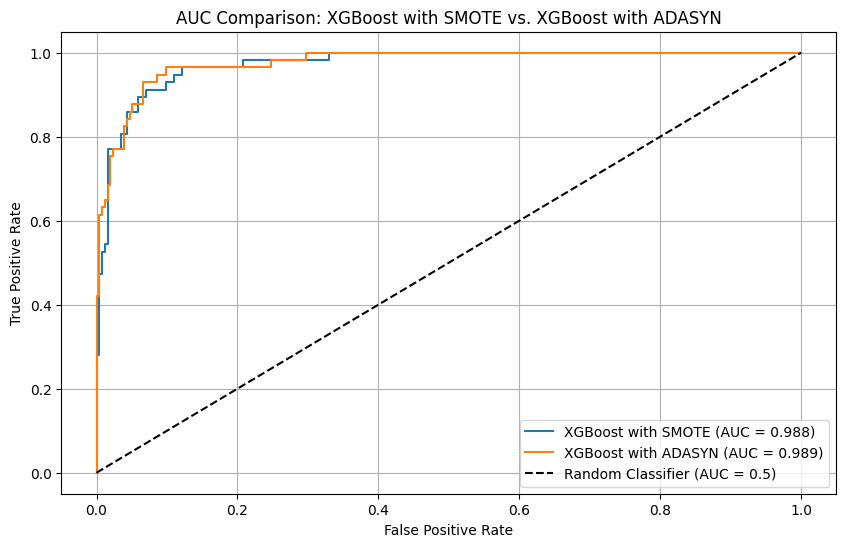 AUC Comparison: XGBoost with SMOTE vs. XGBoost with ADASYN
True Positive Rate
1.0
0.8
0.6
0.4
0.2
0.0
0.0 0.2 0.4 0.6 0.8 1.0
False Positive Rate
XGBoost with SMOTE (AUC = 0.988)
XGBoost with ADASYN (AUC = 0.989)
Random Classifier (AUC = 0.5)